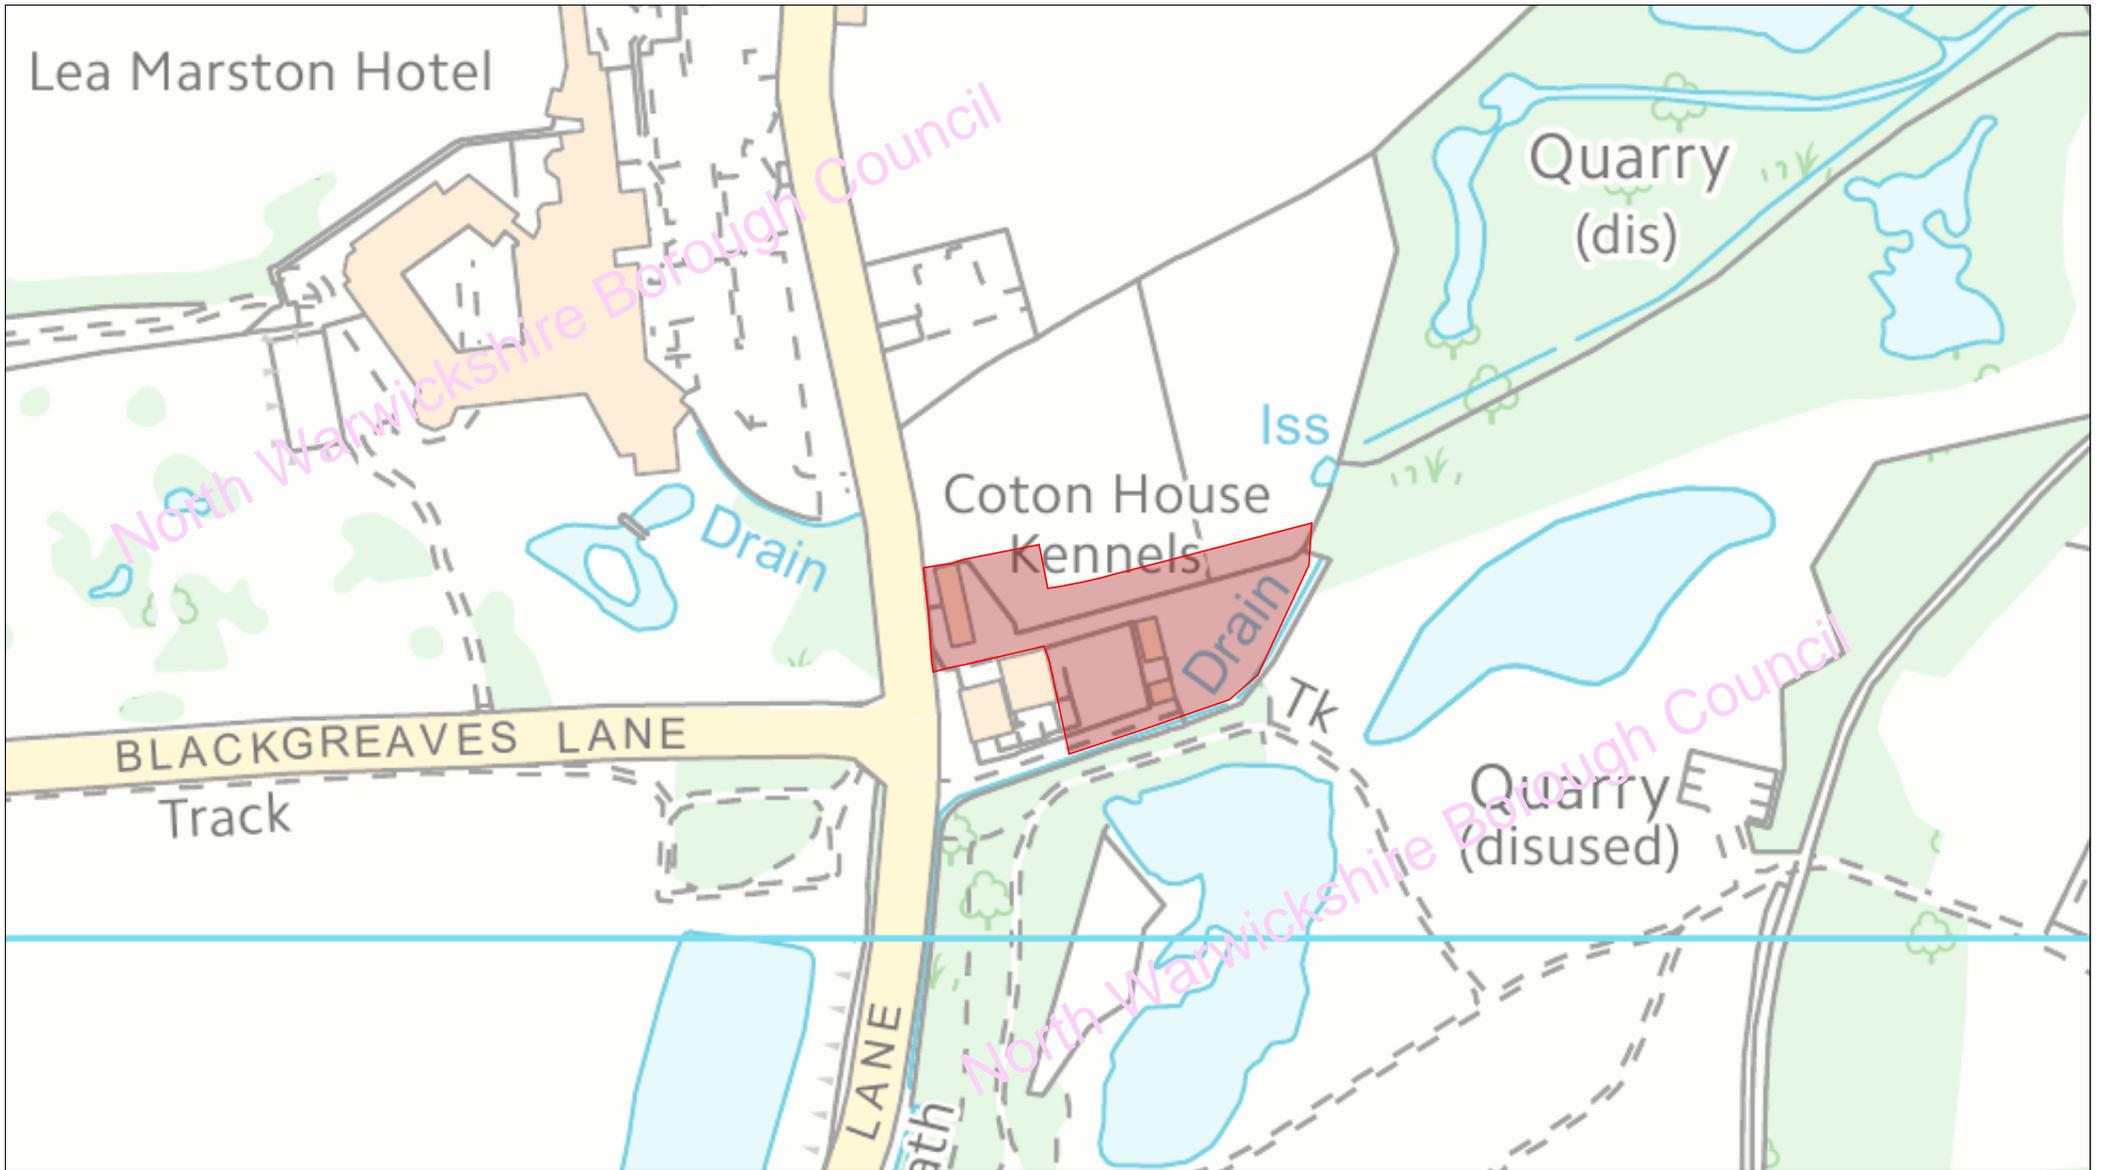 Lea Marston Hotel
North Warwickshire Borough Council
Quarry
(dis)
Iss
Coton House
Kennels
Drain
Drain
Tk
BLACKGREAVES LANE
Track
Quarry
(disused)
North Warwickshire Borough Council
LANE
ath